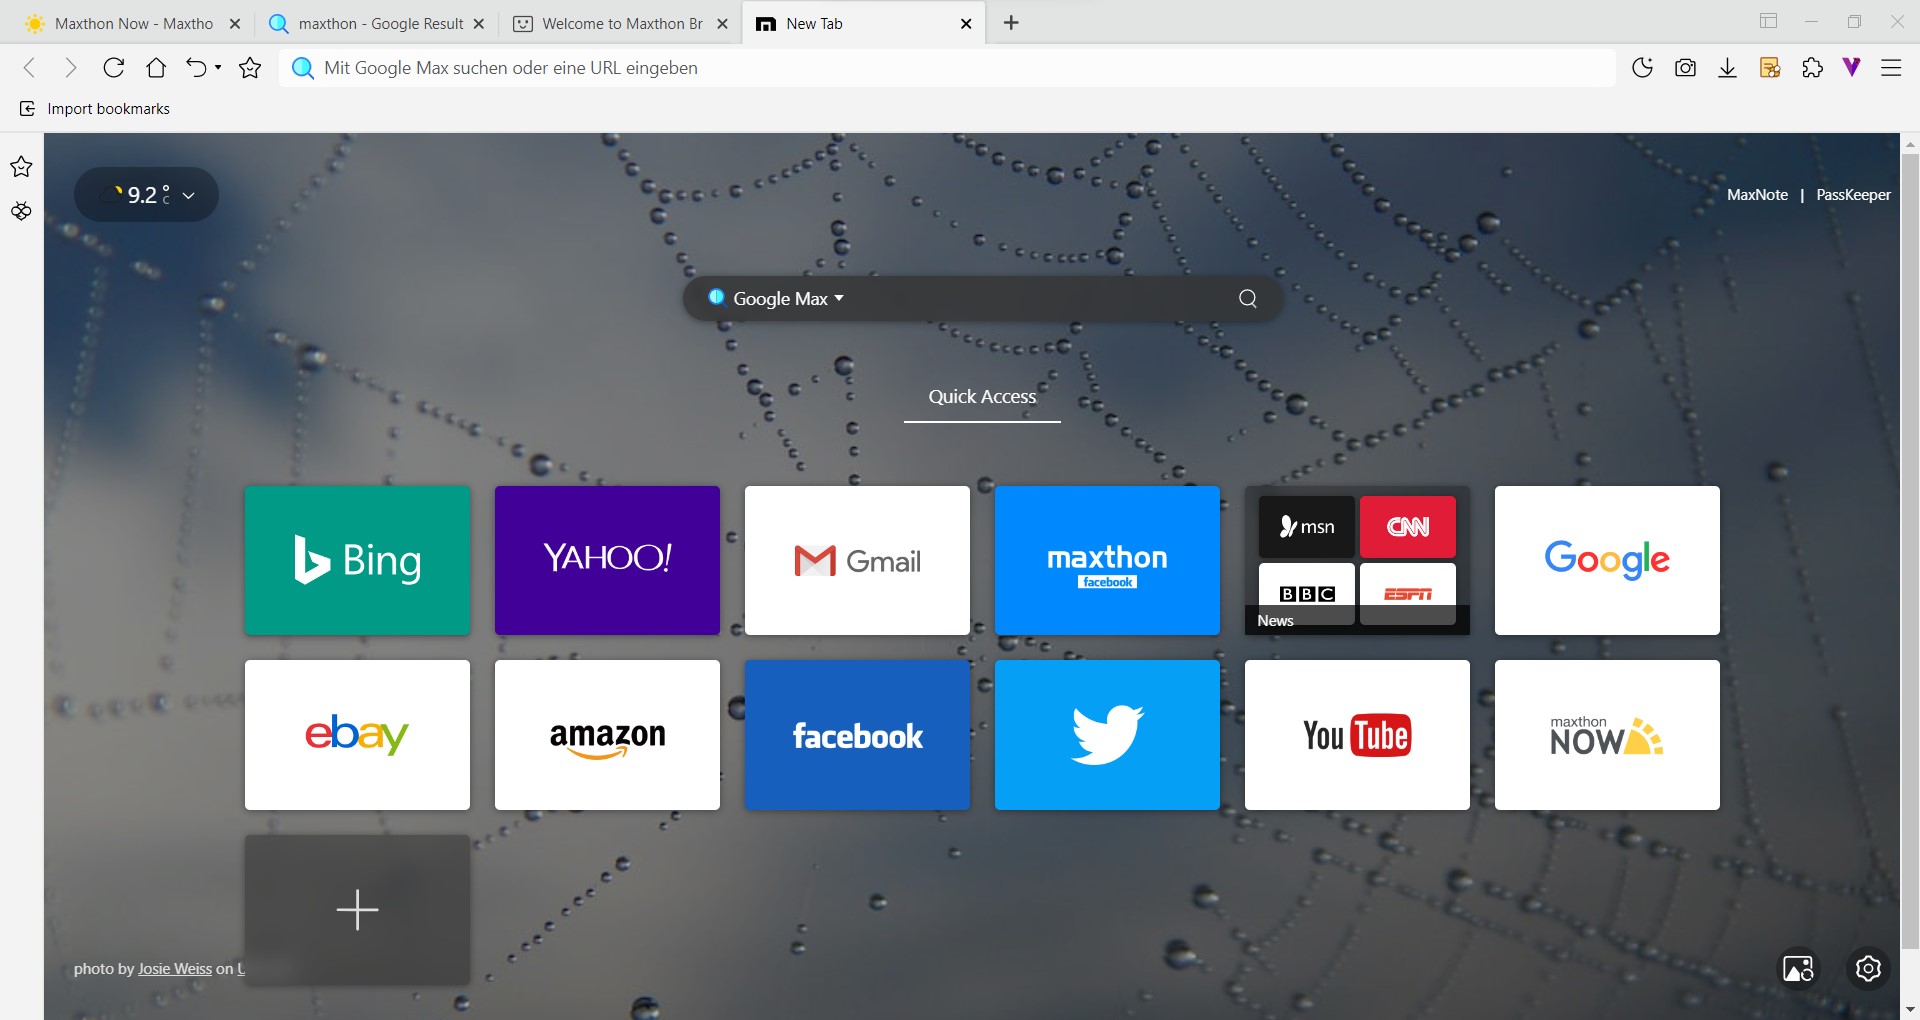 Maxthon Now - Maxtho
maxthon - Google Result
Welcome to Maxthon Br
New Tab
Mit Google Max suchen oder eine URL eingeben
Import bookmarks
9.2 °C
MaxNote | PassKeeper
Google Max
Quick Access
Bing
YAHOO!
Gmail
maxthon
facebook
msn
CNN
BBC
ESPN
News
Google
ebay
amazon
facebook
YouTube
maxthon
NOW
photo by Josie Weiss on U